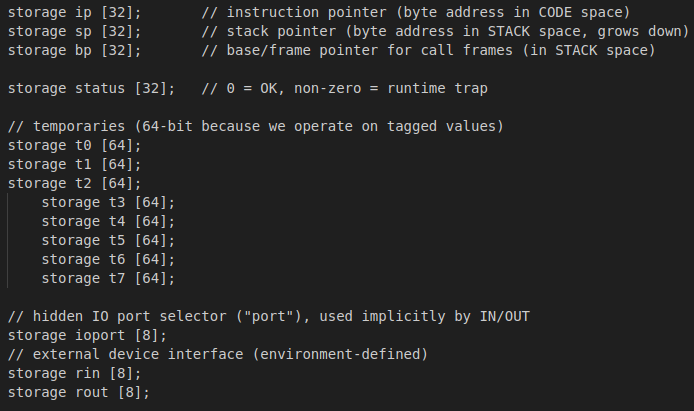 storage ip [32];       // instruction pointer (byte address in CODE space)
storage sp [32];       // stack pointer (byte address in STACK space, grows down)
storage bp [32];       // base/frame pointer for call frames (in STACK space)

storage status [32];   // 0 = OK, non-zero = runtime trap

// temporaries (64-bit because we operate on tagged values)
storage t0 [64];
storage t1 [64];
storage t2 [64];
    storage t3 [64];
    storage t4 [64];
    storage t5 [64];
    storage t6 [64];
    storage t7 [64];

// hidden IO port selector ("port"), used implicitly by IN/OUT
storage ioport [8];
// external device interface (environment-defined)
storage rin [8];
storage rout [8];